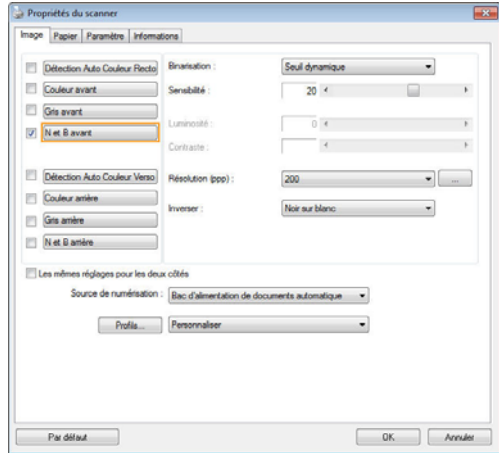 Propriétés du scanner
Image Papier Paramètre Informations
Détection Auto Couleur Recto
Couleur avant
Gris avant
N et B avant
Détection Auto Couleur Verso
Couleur arrière
Gris arrière
N et B arrière
Binarisation : Seuil dynamique
Sensibilité : 20
Luminosité : 0
Contraste :
Résolution (ppp) : 200 ...
Inverser : Noir sur blanc
Les mêmes réglages pour les deux côtés
Source de numérisation : Bac d'alimentation de documents automatique
Profils... Personnaliser
Par défaut OK Annuler